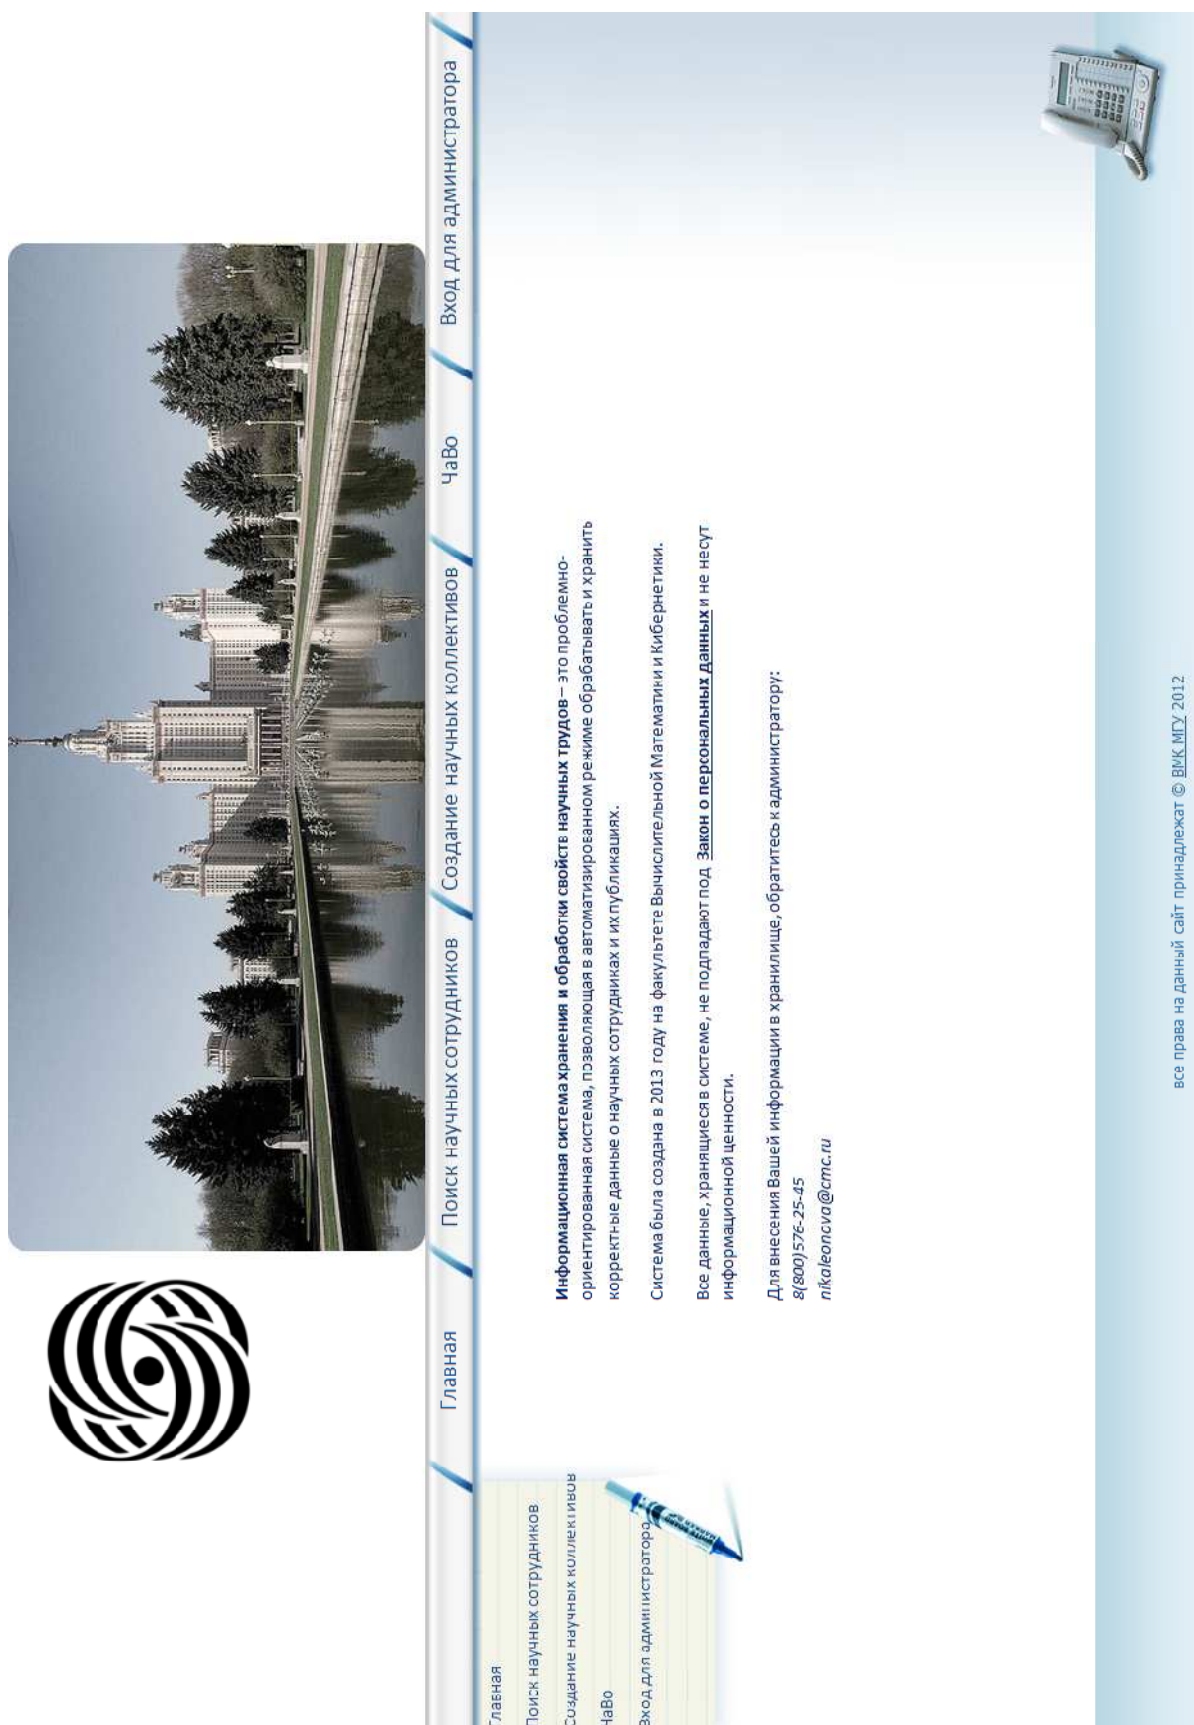 Главная
Поиск научных сотрудников
Создание научных коллективов
ЧаВо
Вход для администратора
Главная
Поиск научных сотрудников
Создание научных коллективов
ЧаВо
Вход для администратора
Информационная система хранения и обработки свойств научных трудов – это проблемно-
ориентированная система, позволяющая в автоматизированном режиме обрабатывать и хранить
корректные данные о научных сотрудниках и их публикациях.
Система была создана в 2013 году на факультете Вычислительной Математики и Кибернетики.
Все данные, хранящиеся в системе, не подпадают под Закон о персональных данных и не несут
информационной ценности.
Для внесения Вашей информации в хранилище, обратитесь к администратору:
8(800)576-25-45
nikaleonova@cmc.ru
все права на данный сайт принадлежат © ВМК МГУ 2012